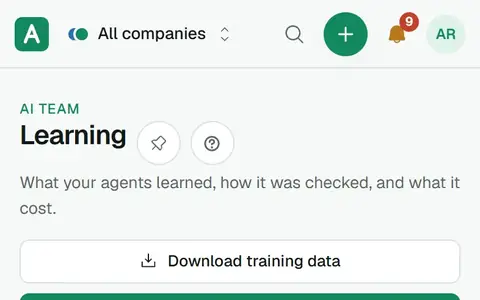 A All companies 9 AR
AI TEAM
Learning
What your agents learned, how it was checked, and what it
cost.
Download training data